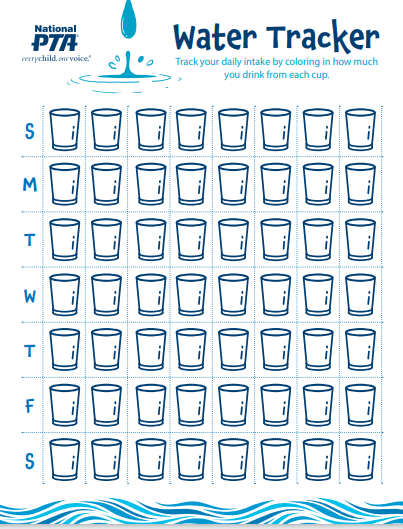 National
PTA®
everychild.onevoice.®
Water Tracker
Track your daily intake by coloring in how much
you drink from each cup.
S
M
T
W
T
F
S